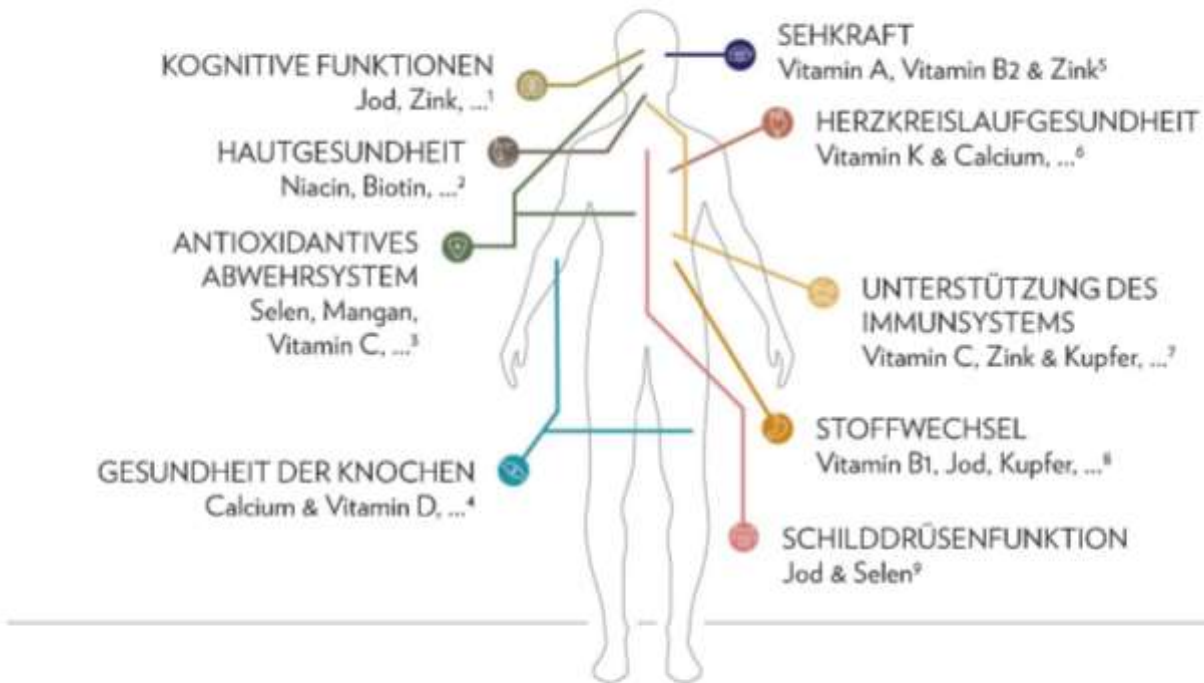 KOGNITIVE FUNKTIONEN
Jod, Zink, ...¹
HAUTGESUNDHEIT
Niacin, Biotin, ...²
ANTIOXIDANTIVES
ABWEHRSYSTEM
Selen, Mangan,
Vitamin C, ...³
GESUNDHEIT DER KNOCHEN
Calcium & Vitamin D, ...⁴
SEHKRAFT
Vitamin A, Vitamin B2 & Zink⁵
HERZKREISLAUFGESUNDHEIT
Vitamin K & Calcium, ...⁶
UNTERSTÜTZUNG DES
IMMUNSYSTEMS
Vitamin C, Zink & Kupfer, ...⁷
STOFFWECHSEL
Vitamin B1, Jod, Kupfer, ...⁸
SCHILDDRÜSENFUNKTION
Jod & Selen⁹